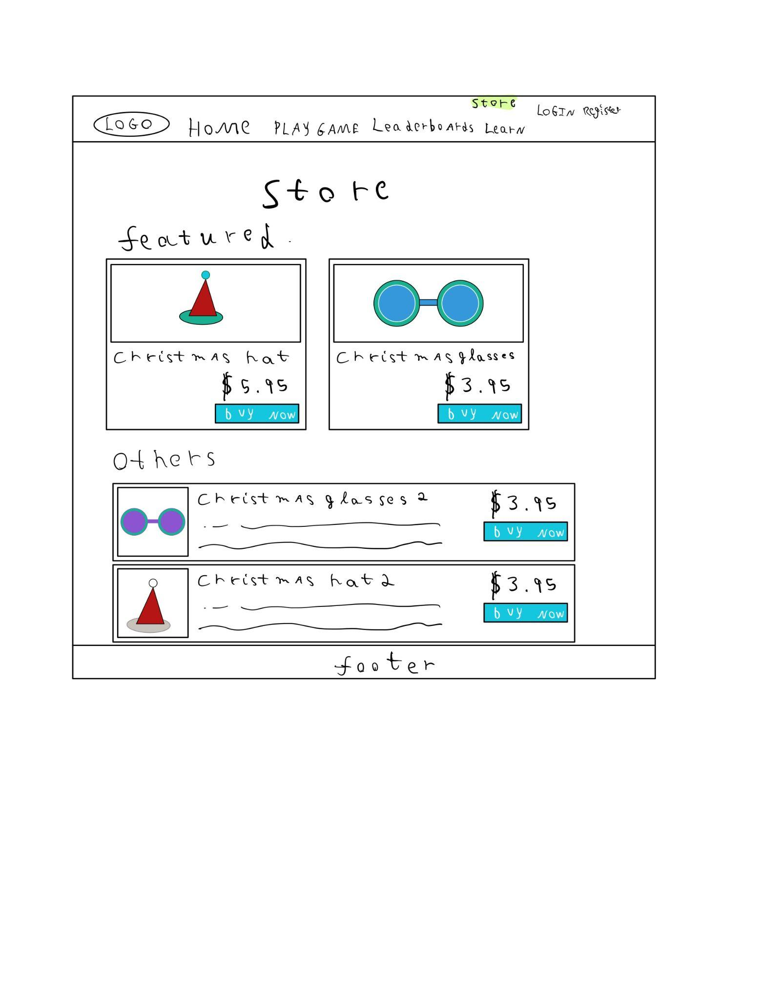 store
LOGIN Register
LOGO HOME PLAY GAME Leaderboards Learn
Store
featured.
Christmas hat
$5.95
buy now
Christmas glasses
$3.95
buy now
Others
Christmas glasses 2
$3.95
buy now
Christmas hat 2
$3.95
buy now
footer